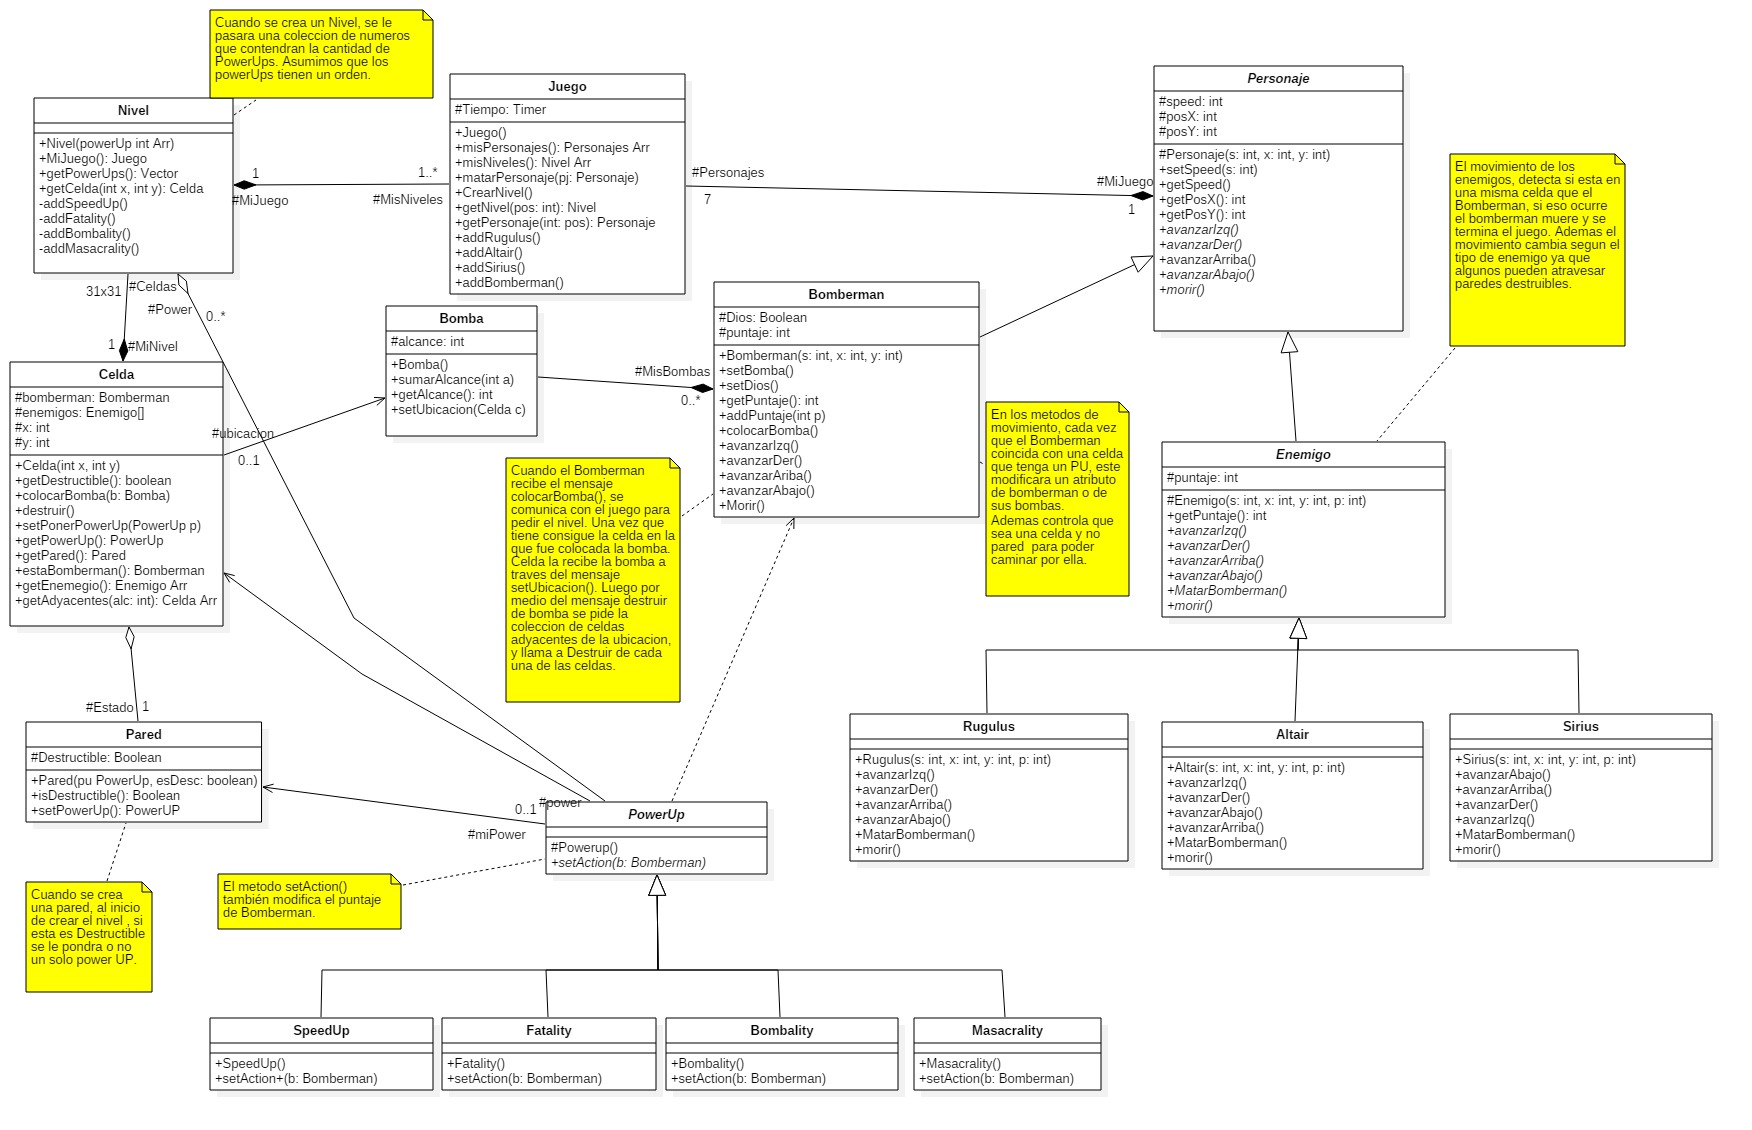 Cuando se crea un Nivel, se le
pasara una coleccion de numeros
que contendran la cantidad de
PowerUps. Asumimos que los
powerUps tienen un orden.
Nivel
+Nivel(powerUp int Arr)
+MiJuego(): Juego
+getPowerUps(): Vector
+getCelda(int x, int y): Celda
-addSpeedUp()
-addFatality()
-addBombality()
-addMasacrality()
1
#MiJuego
1..*
#MisNiveles
Juego
#Tiempo: Timer
+Juego()
+misPersonajes(): Personajes Arr
+misNiveles(): Nivel Arr
+matarPersonaje(pj: Personaje)
+CrearNivel()
+getNivel(pos: int): Nivel
+getPersonaje(int: pos): Personaje
+addRugulus()
+addAltair()
+addSirius()
+addBomberman()
#Personajes
7
#MiJuego
1
Personaje
#speed: int
#posX: int
#posY: int
#Personaje(s: int, x: int, y: int)
+setSpeed(s: int)
+getSpeed()
+getPosX(): int
+getPosY(): int
+avanzarIzq()
+avanzarDer()
+avanzarArriba()
+avanzarAbajo()
+morir()
El movimiento de los
enemigos, detecta si esta en
una misma celda que el
Bomberman, si eso ocurre
el bomberman muere y se
termina el juego. Ademas el
movimiento cambia segun el
tipo de enemigo ya que
algunos pueden atravesar
paredes destruibles.
31x31
#Celdas
#Power
0..*
1
#MiNivel
Celda
#bomberman: Bomberman
#enemigos: Enemigo[]
#x: int
#y: int
+Celda(int x, int y)
+getDestructible(): boolean
+colocarBomba(b: Bomba)
+destruir()
+setPonerPowerUp(PowerUp p)
+getPowerUp(): PowerUp
+getPared(): Pared
+estaBomberman(): Bomberman
+getEnemegio(): Enemigo Arr
+getAdyacentes(alc: int): Celda Arr
#ubicacion
0..1
Bomba
#alcance: int
+Bomba()
+sumarAlcance(int a)
+getAlcance(): int
+setUbicacion(Celda c)
#MisBombas
0..*
Bomberman
#Dios: Boolean
#puntaje: int
+Bomberman(s: int, x: int, y: int)
+setBomba()
+setDios()
+getPuntaje(): int
+addPuntaje(int p)
+colocarBomba()
+avanzarIzq()
+avanzarDer()
+avanzarAriba()
+avanzarAbajo()
+Morir()
En los metodos de
movimiento, cada vez
que el Bomberman
coincida con una celda
que tenga un PU, este
modificara un atributo
de bomberman o de
sus bombas.
Ademas controla que
sea una celda y no
pared  para poder
caminar por ella.
Cuando el Bomberman
recibe el mensaje
colocarBomba(), se
comunica con el juego para
pedir el nivel. Una vez que
tiene consigue la celda en la
que fue colocada la bomba.
Celda la recibe la bomba a
traves del mensaje
setUbicacion(). Luego por
medio del mensaje destruir
de bomba se pide la
coleccion de celdas
adyacentes de la ubicacion,
y llama a Destruir de cada
una de las celdas.
Enemigo
#puntaje: int
#Enemigo(s: int, x: int, y: int, p: int)
+getPuntaje(): int
+avanzarIzq()
+avanzarDer()
+avanzarArriba()
+avanzarAbajo()
+MatarBomberman()
+morir()
#Estado
1
Pared
#Destructible: Boolean
+Pared(pu PowerUp, esDesc: boolean)
+isDestructible(): Boolean
+setPowerUp(): PowerUP
0..1
#power
#miPower
PowerUp
#Powerup()
+setAction(b: Bomberman)
Rugulus
+Rugulus(s: int, x: int, y: int, p: int)
+avanzarIzq()
+avanzarDer()
+avanzarArriba()
+avanzarAbajo()
+MatarBomberman()
+morir()
Altair
+Altair(s: int, x: int, y: int, p: int)
+avanzarIzq()
+avanzarDer()
+avanzarAbajo()
+avanzarArriba()
+MatarBomberman()
+morir()
Sirius
+Sirius(s: int, x: int, y: int, p: int)
+avanzarAbajo()
+avanzarArriba()
+avanzarDer()
+avanzarIzq()
+MatarBomberman()
+morir()
Cuando se crea
una pared, al inicio
de crear el nivel , si
esta es Destructible
se le pondra o no
un solo power UP.
El metodo setAction()
también modifica el puntaje
de Bomberman.
SpeedUp
+SpeedUp()
+setAction+(b: Bomberman)
Fatality
+Fatality()
+setAction(b: Bomberman)
Bombality
+Bombality()
+setAction(b: Bomberman)
Masacrality
+Masacrality()
+setAction(b: Bomberman)